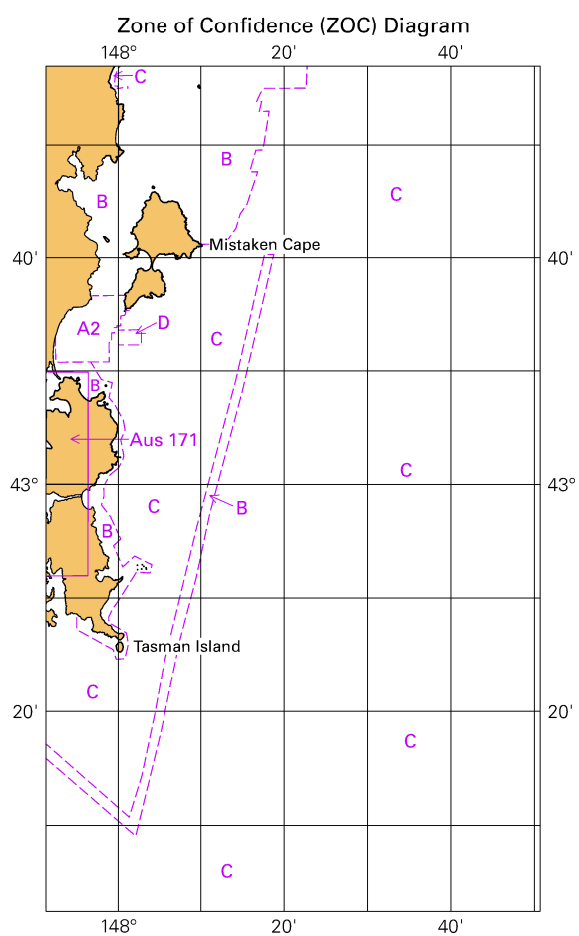 Zone of Confidence (ZOC) Diagram
148° 20' 40'
C
B
C
B
Mistaken Cape
40' 40'
A2 D
C
B
Aus 171
C
43° 43°
C
B
B
Tasman Island
C
20' 20'
C
C
148° 20' 40'